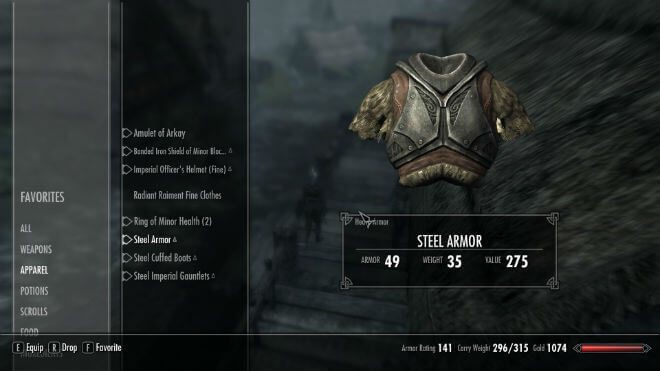 Amulet of Arkay
Banded Iron Shield of Minor Bloc...
Imperial Officer's Helmet (Fine)
Radiant Raiment Fine Clothes
Ring of Minor Health (2)
Steel Armor
Steel Cuffed Boots
Steel Imperial Gauntlets
FAVORITES
ALL
WEAPONS
APPAREL
POTIONS
SCROLLS
FOOD
INGREDIENTS
Heavy Armor
STEEL ARMOR
ARMOR 49 WEIGHT 35 VALUE 275
E Equip R Drop F Favorite
Armor Rating 141 Carry Weight 296/315 Gold 1074